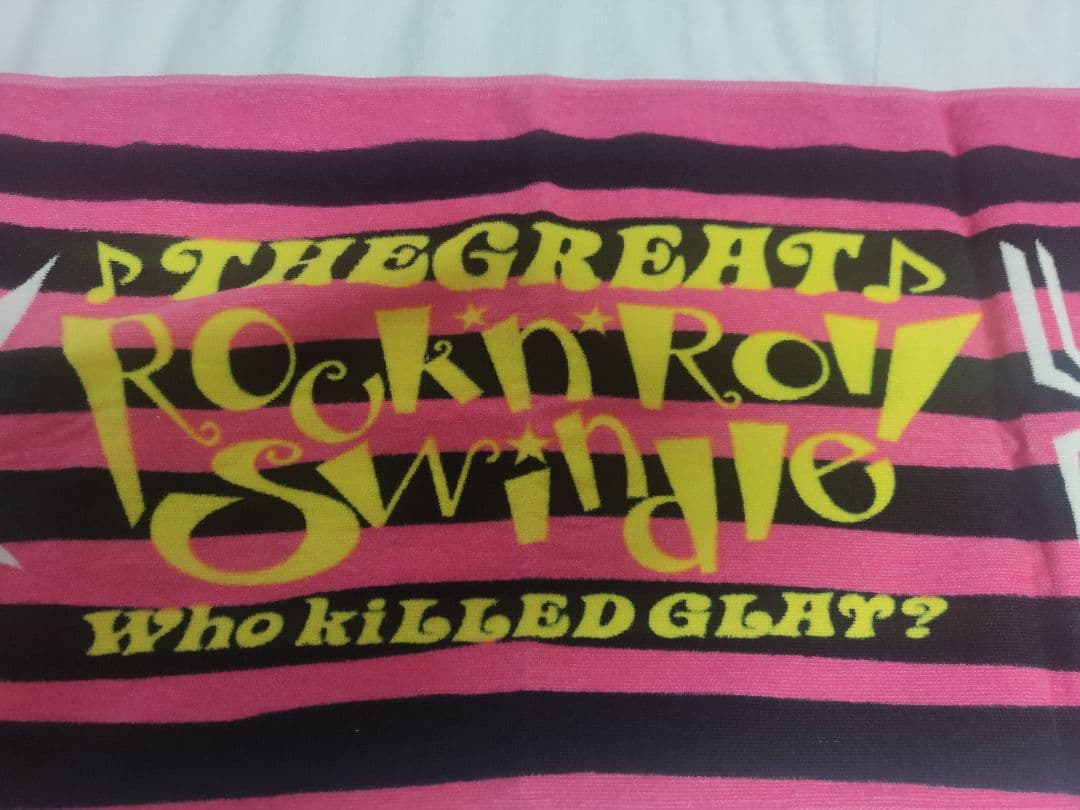 ♪THE GREAT♪
Rock'n'Roll
Swindle
Who kiLLED GLAY?